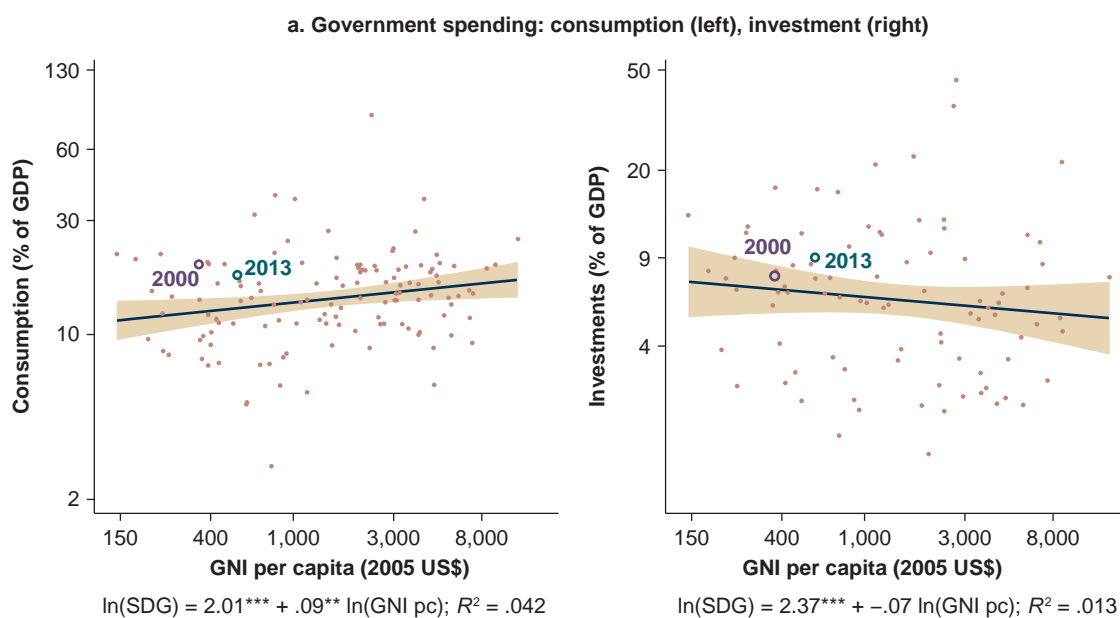 a. Government spending: consumption (left), investment (right)
Consumption (% of GDP)
130
60
30
10
2
2000
2013
150 400 1,000 3,000 8,000
GNI per capita (2005 US$)
ln(SDG) = 2.01*** + .09** ln(GNI pc); R² = .042
Investments (% of GDP)
50
20
9
4
2000
2013
150 400 1,000 3,000 8,000
GNI per capita (2005 US$)
ln(SDG) = 2.37*** + –.07 ln(GNI pc); R² = .013